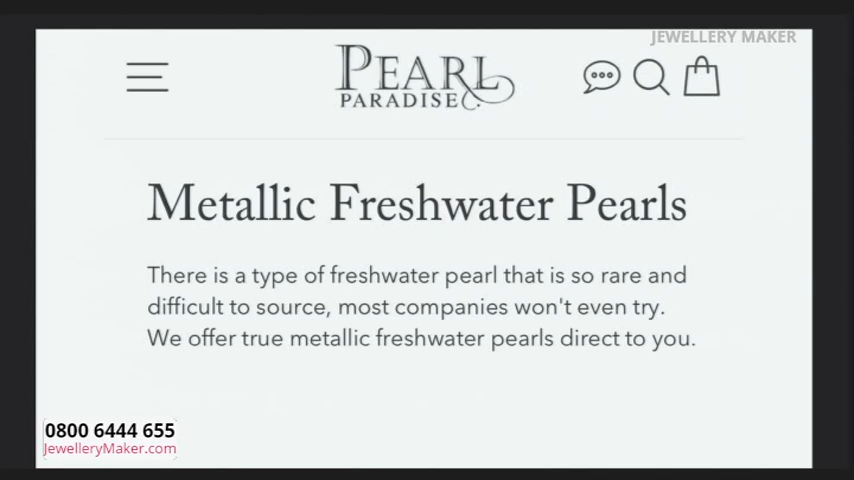 JEWELLERY MAKER
PEARL
PARADISE
Metallic Freshwater Pearls
There is a type of freshwater pearl that is so rare and
difficult to source, most companies won't even try.
We offer true metallic freshwater pearls direct to you.
0800 6444 655
JewelleryMaker.com